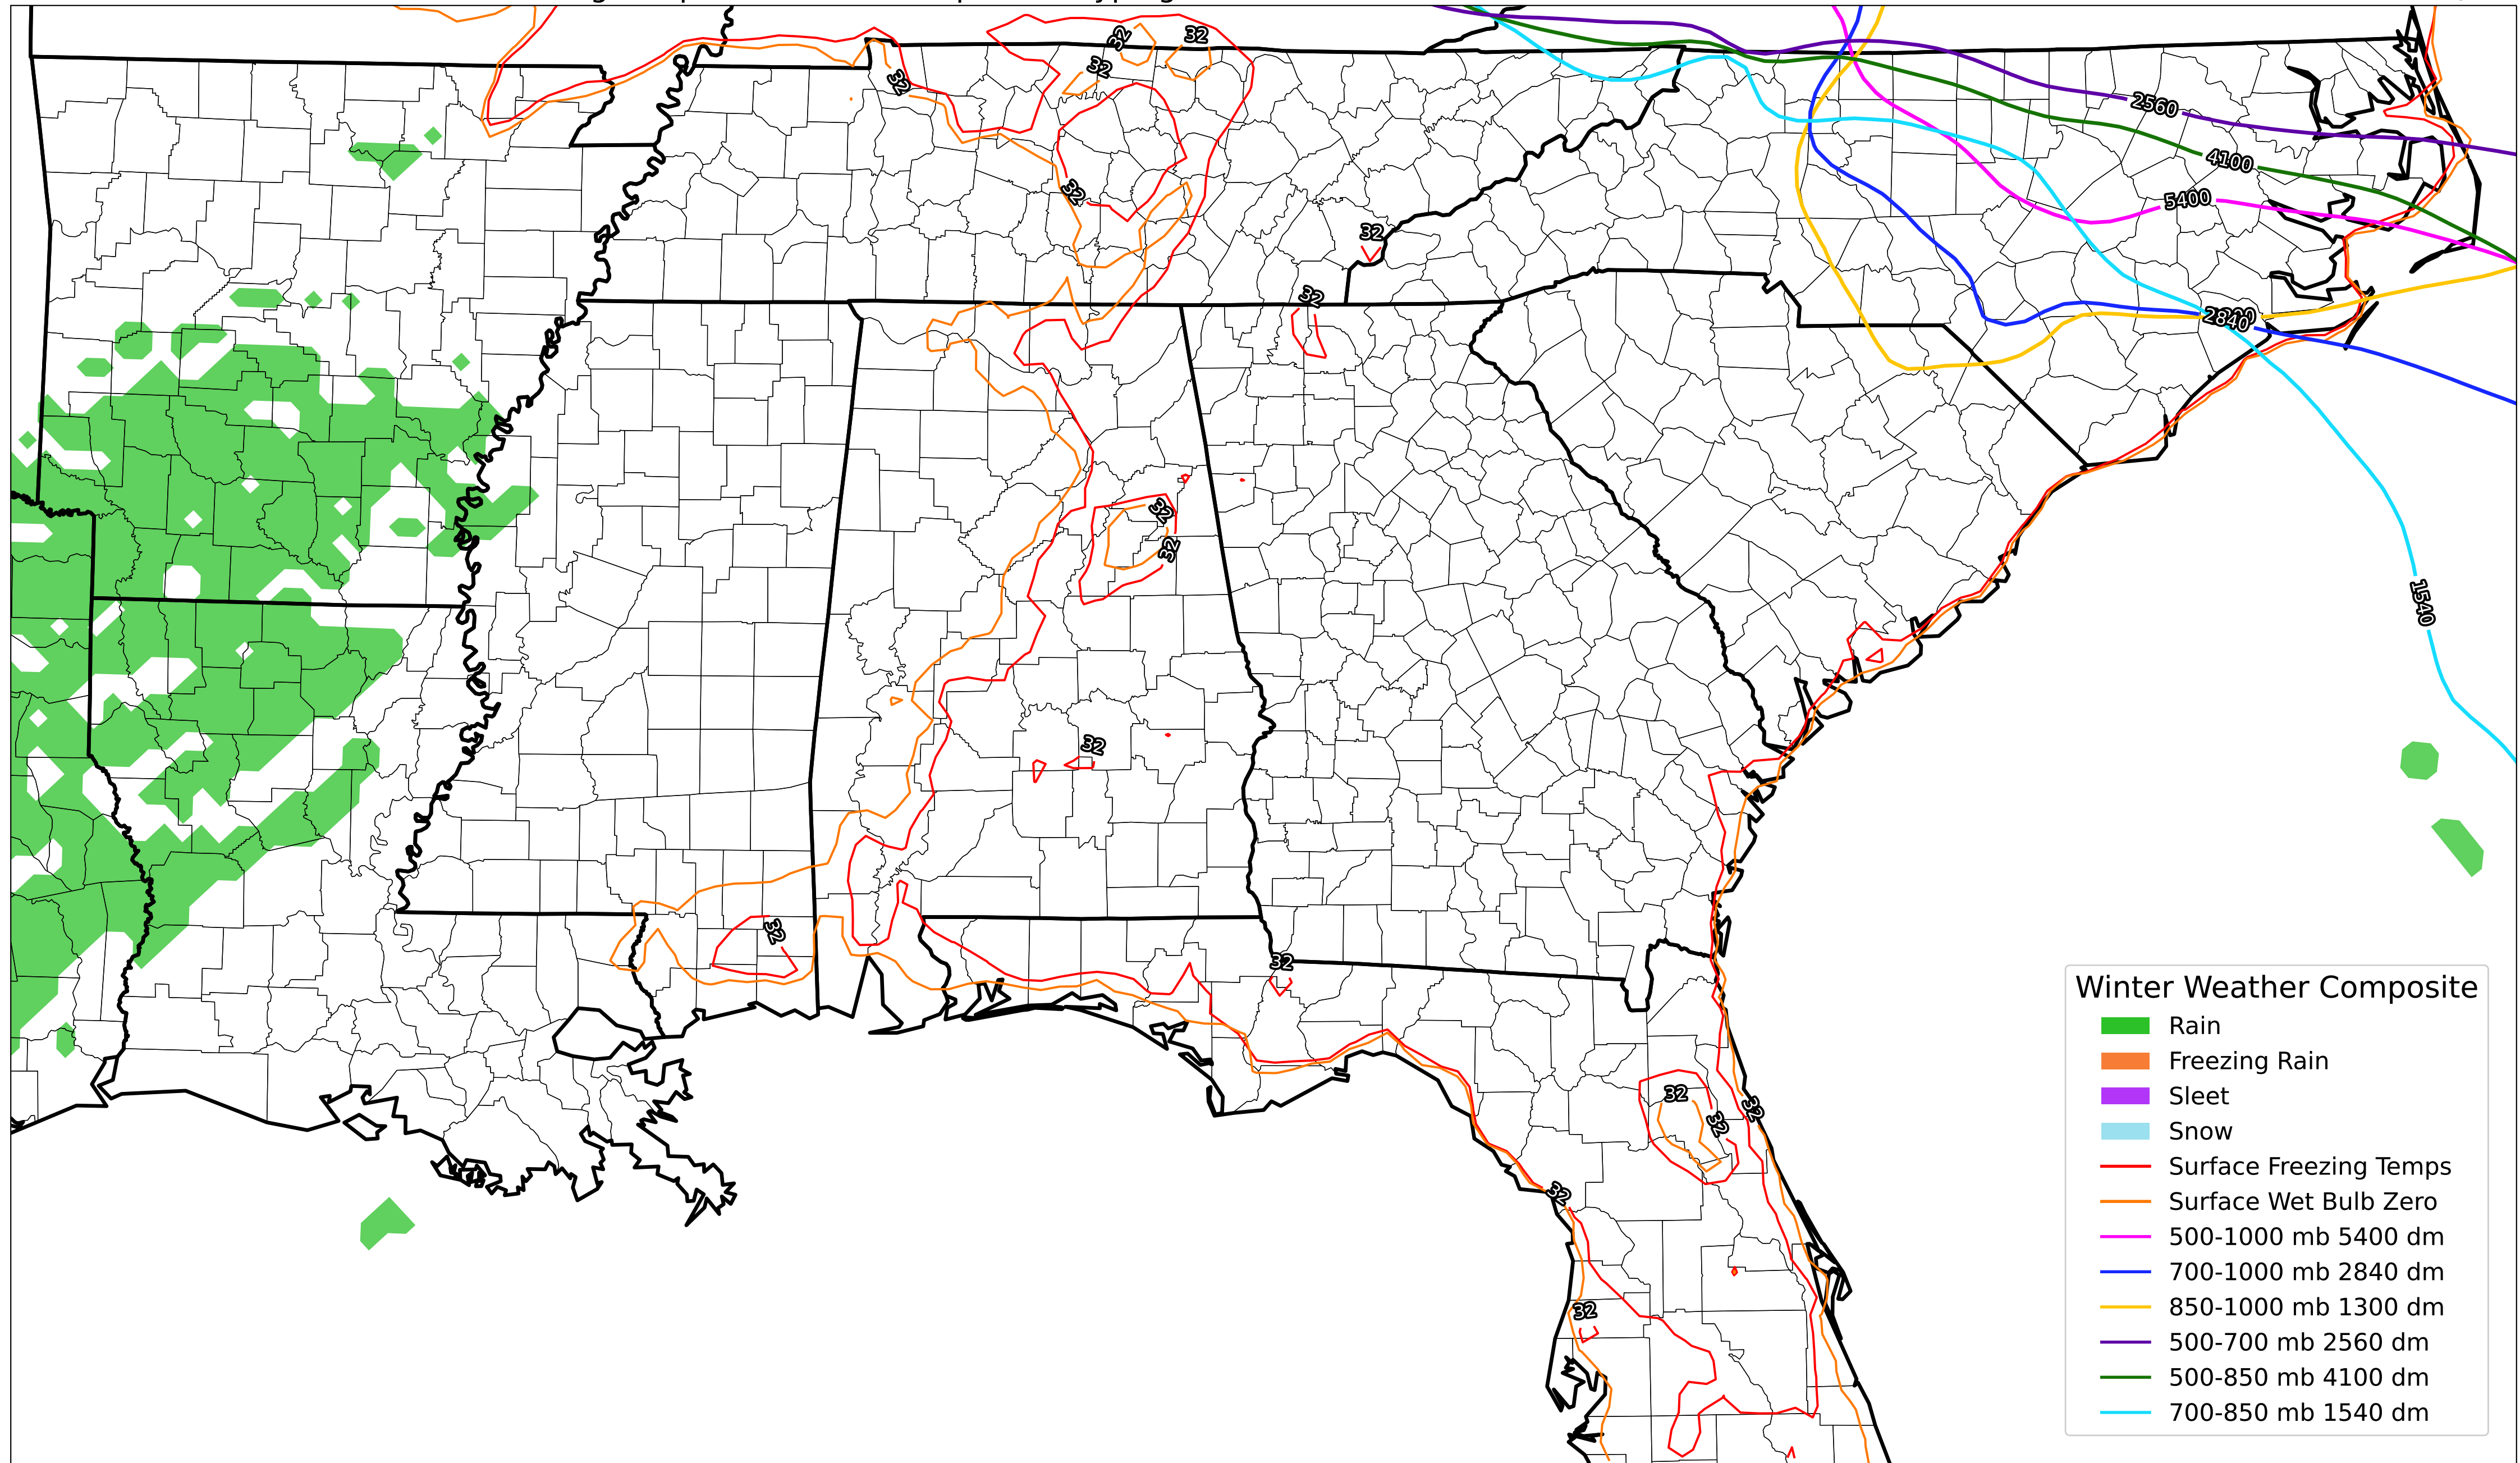 32
32
32
32
2560
4100
32
5400
32
32
2840
32
32
1540
32
32
32
Winter Weather Composite
Rain
Freezing Rain
Sleet
Snow
Surface Freezing Temps
Surface Wet Bulb Zero
500-1000 mb 5400 dm
700-1000 mb 2840 dm
850-1000 mb 1300 dm
500-700 mb 2560 dm
500-850 mb 4100 dm
700-850 mb 1540 dm
32
32
32
32
32